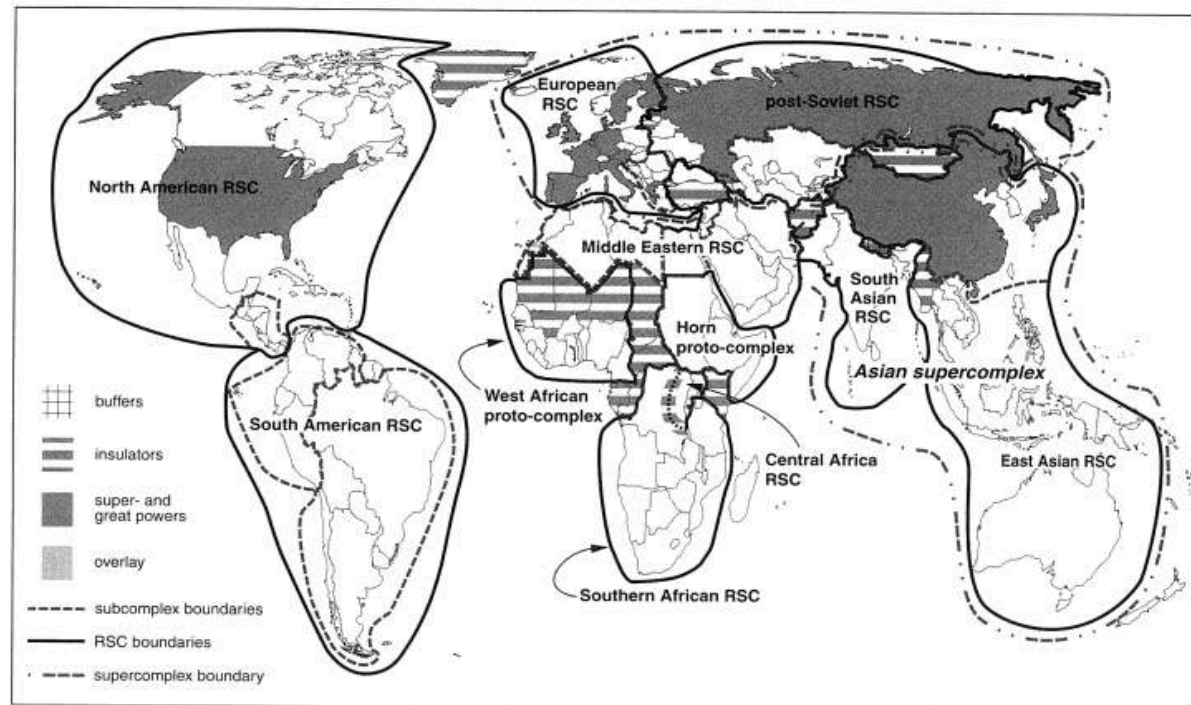 European
RSC
post-Soviet RSC
North American RSC
Middle Eastern RSC
South
Asian
RSC
Horn
proto-complex
Asian supercomplex
West African
proto-complex
South American RSC
Central Africa
RSC
East Asian RSC
Southern African RSC
buffers
insulators
super- and
great powers
overlay
subcomplex boundaries
RSC boundaries
supercomplex boundary